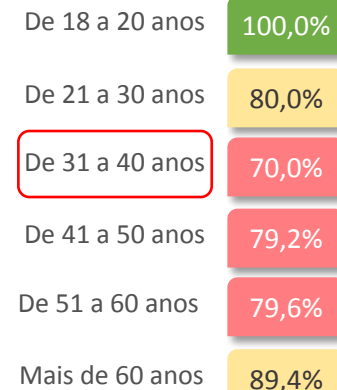 De 18 a 20 anos 100,0%
De 21 a 30 anos 80,0%
De 31 a 40 anos 70,0%
De 41 a 50 anos 79,2%
De 51 a 60 anos 79,6%
Mais de 60 anos 89,4%